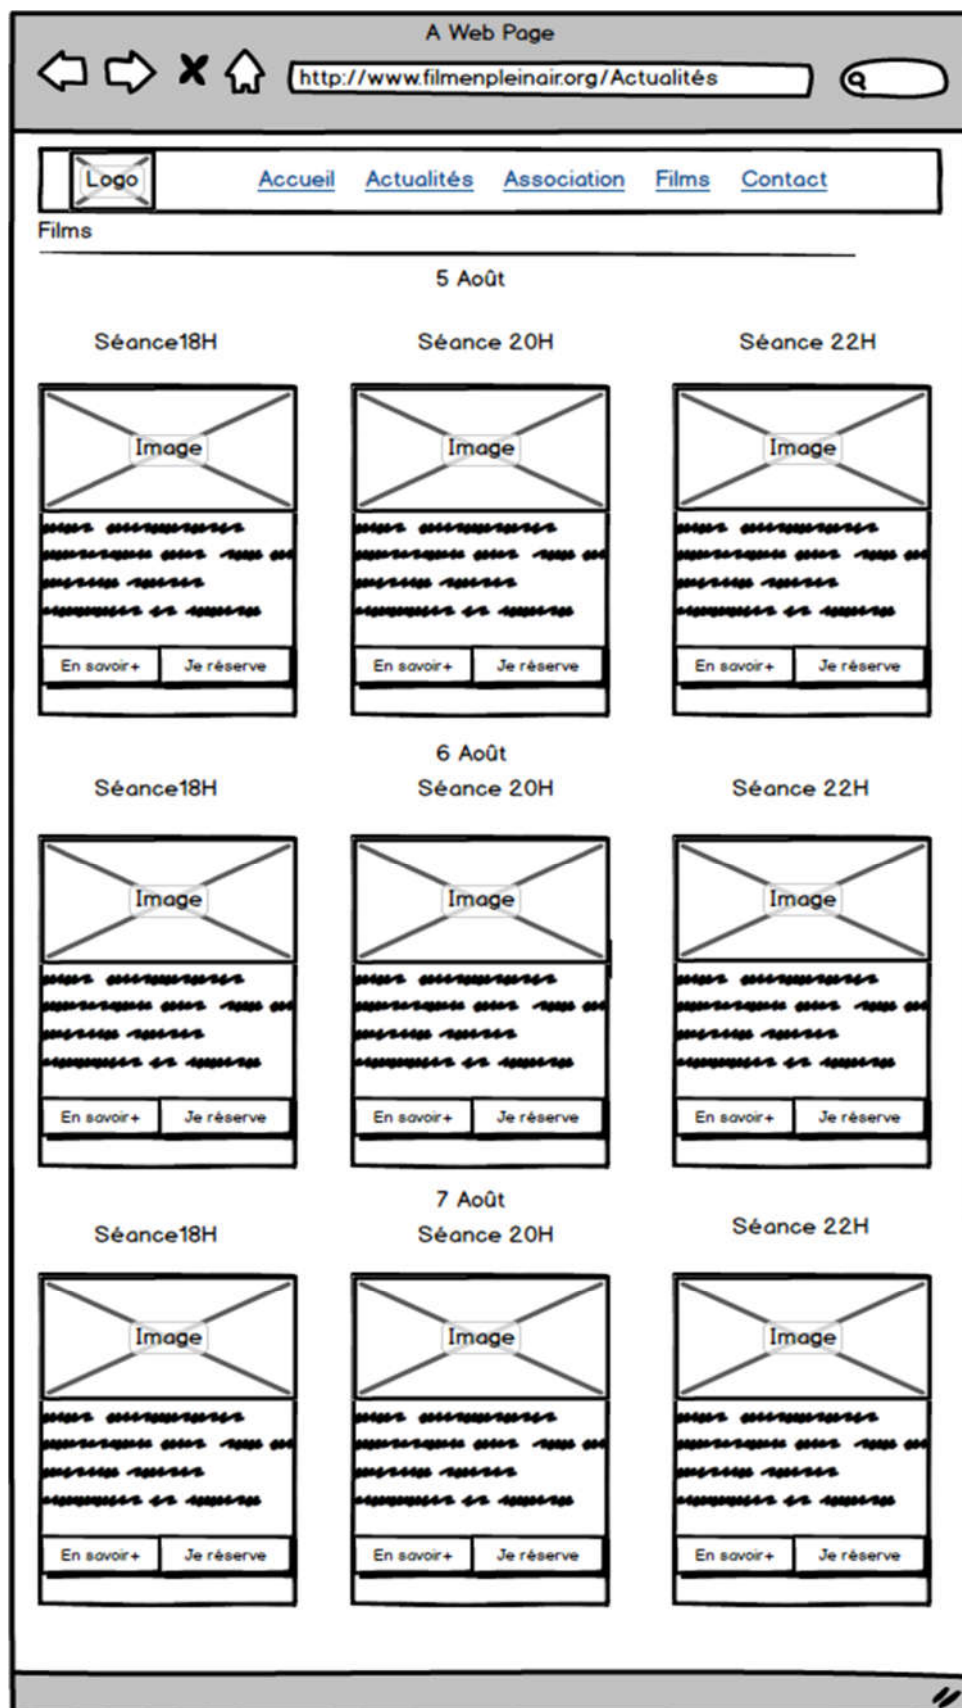 A Web Page
http://www.filmenpleinair.org/Actualités
Logo Accueil Actualités Association Films Contact
Films
5 Août
Séance18H Séance 20H Séance 22H
Image Image Image
En savoir+ Je réserve En savoir+ Je réserve En savoir+ Je réserve
6 Août
Séance18H Séance 20H Séance 22H
Image Image Image
En savoir+ Je réserve En savoir+ Je réserve En savoir+ Je réserve
7 Août
Séance18H Séance 20H Séance 22H
Image Image Image
En savoir+ Je réserve En savoir+ Je réserve En savoir+ Je réserve